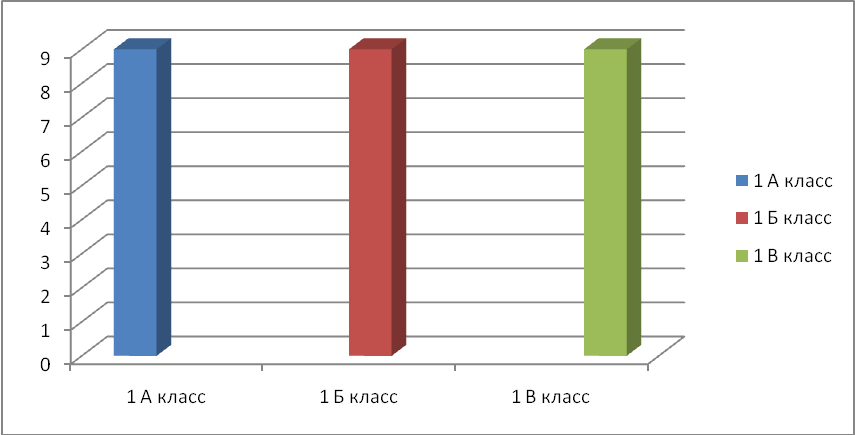 9
8
7
6
5
4
3
2
1
0
1 А класс
1 Б класс
1 В класс
1 А класс
1 Б класс
1 В класс